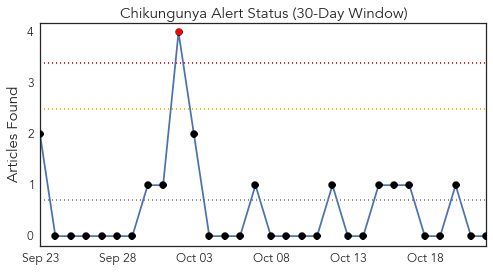 Chikungunya Alert Status (30-Day Window)
Articles Found
4
3
2
1
0
Sep 23
Sep 28
Oct 03
Oct 08
Oct 13
Oct 18